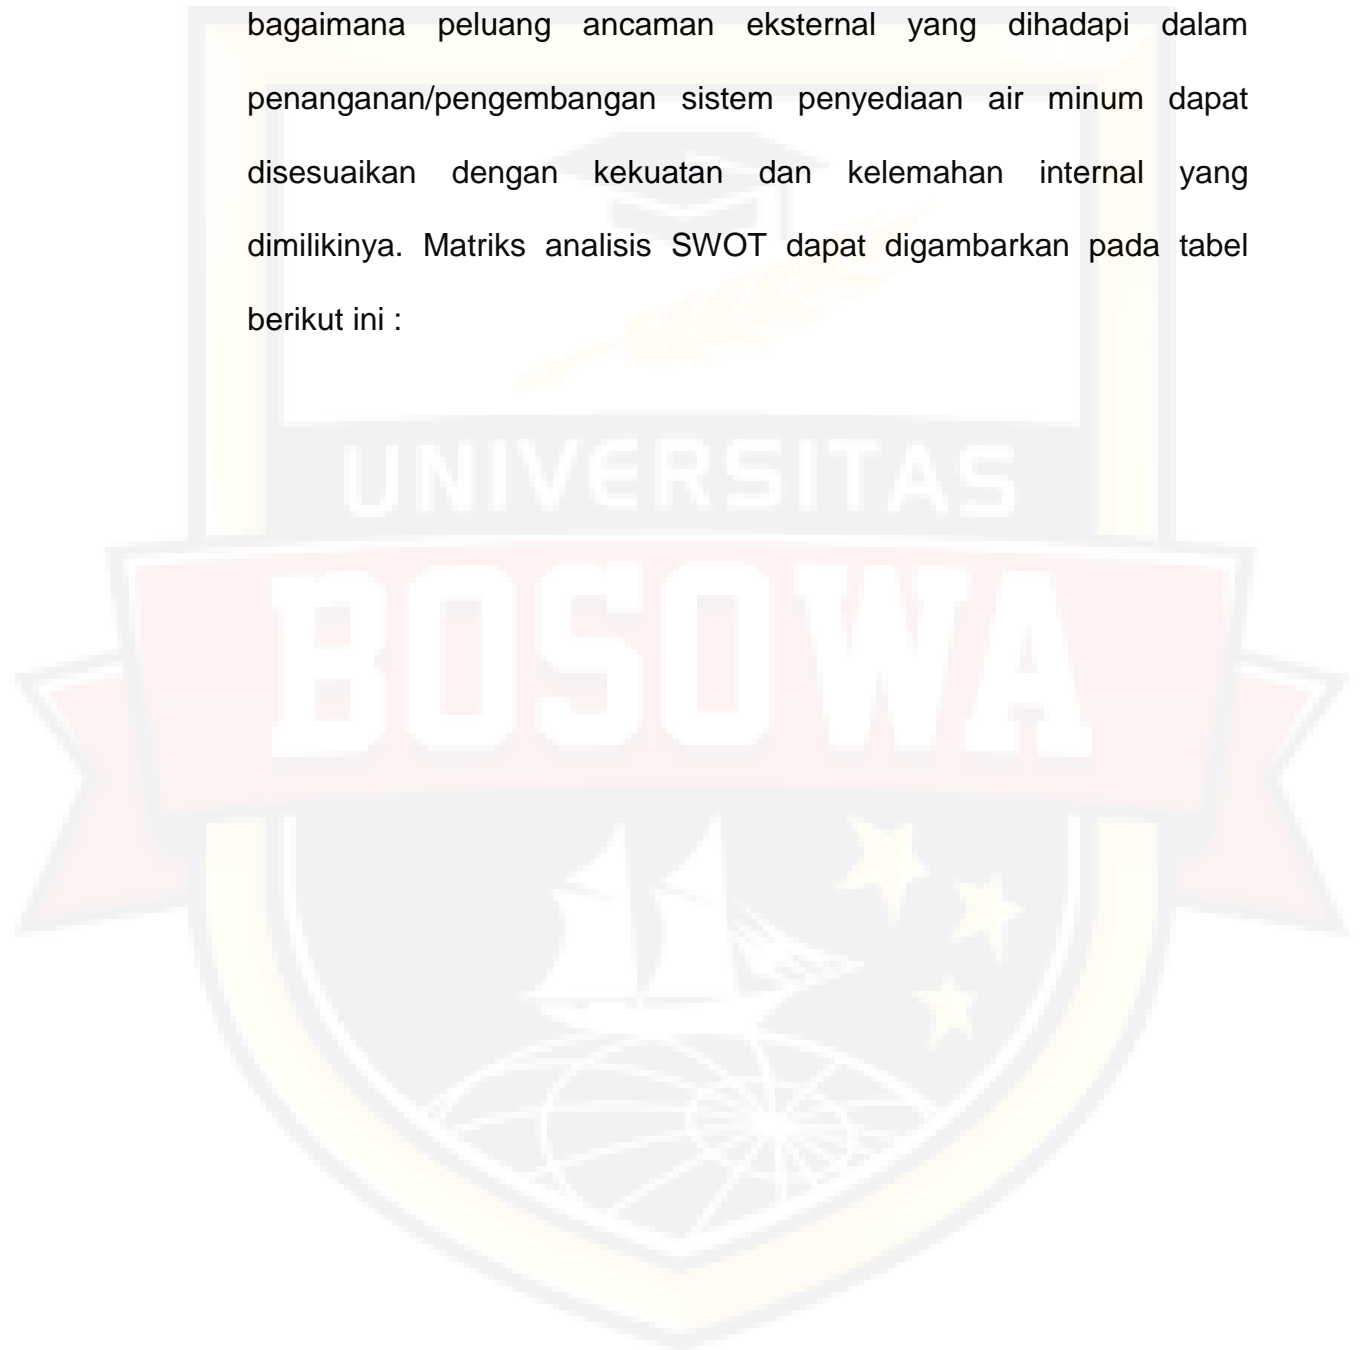 bagaimana peluang ancaman eksternal yang dihadapi dalam
penanganan/pengembangan sistem penyediaan air minum dapat
disesuaikan dengan kekuatan dan kelemahan internal yang
dimilikinya. Matriks analisis SWOT dapat digambarkan pada tabel
berikut ini :
UNIVERSITAS
BOSOWA